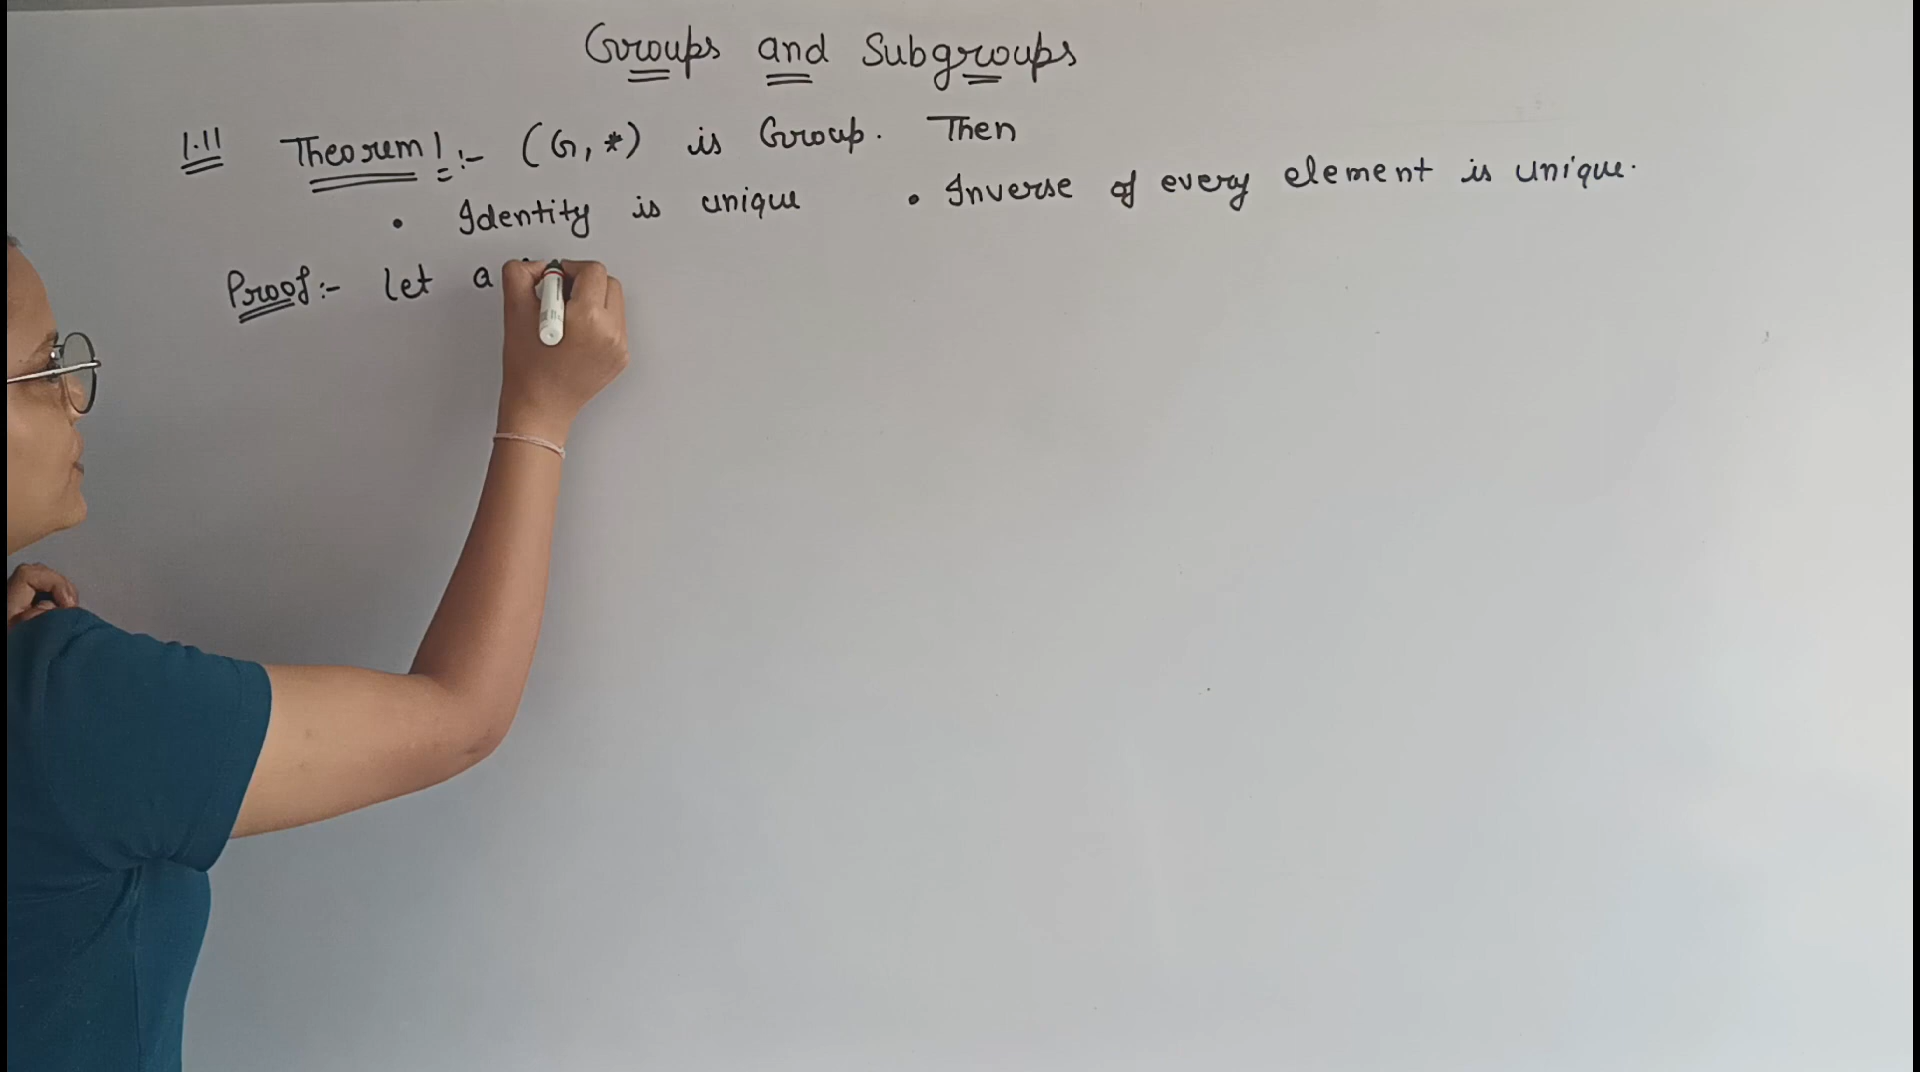 Groups and Subgroups
1.11 Theorem 1:- (G, *) is Group. Then
• Identity is unique • Inverse of every element is unique.
Proof:- Let a